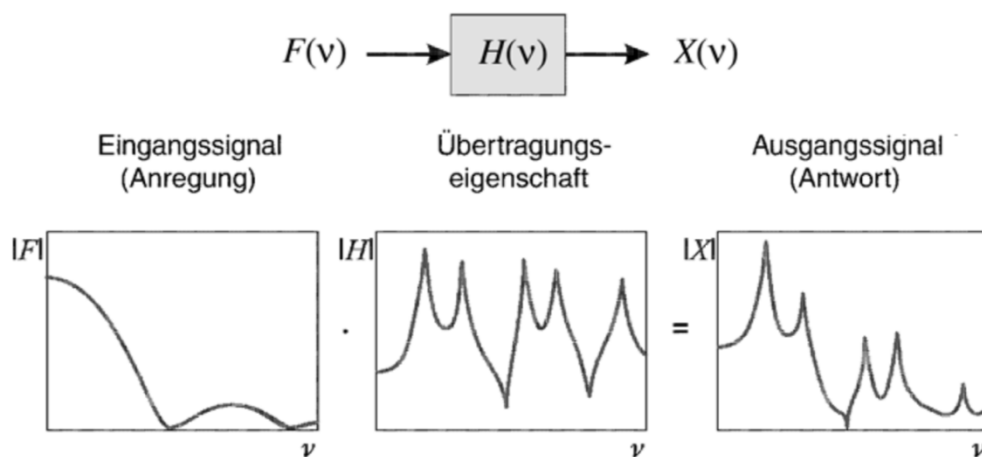 F(ν) H(ν) X(ν)
Eingangssignal
(Anregung)
Übertragungs-
eigenschaft
Ausgangssignal
(Antwort)
|F|
ν
·
|H|
ν
=
|X|
ν